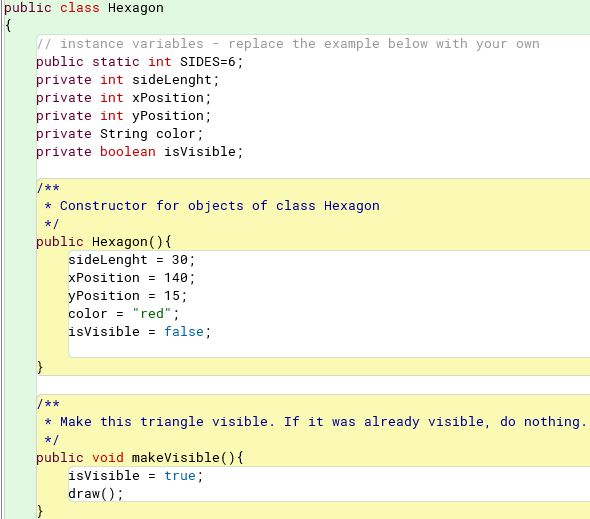 public class Hexagon
{
    // instance variables - replace the example below with your own
    public static int SIDES=6;
    private int sideLenght;
    private int xPosition;
    private int yPosition;
    private String color;
    private boolean isVisible;
    /**
     * Constructor for objects of class Hexagon
     */
    public Hexagon(){
        sideLenght = 30;
        xPosition = 140;
        yPosition = 15;
        color = "red";
        isVisible = false;
    }
    /**
     * Make this triangle visible. If it was already visible, do nothing.
     */
    public void makeVisible(){
        isVisible = true;
        draw();
    }